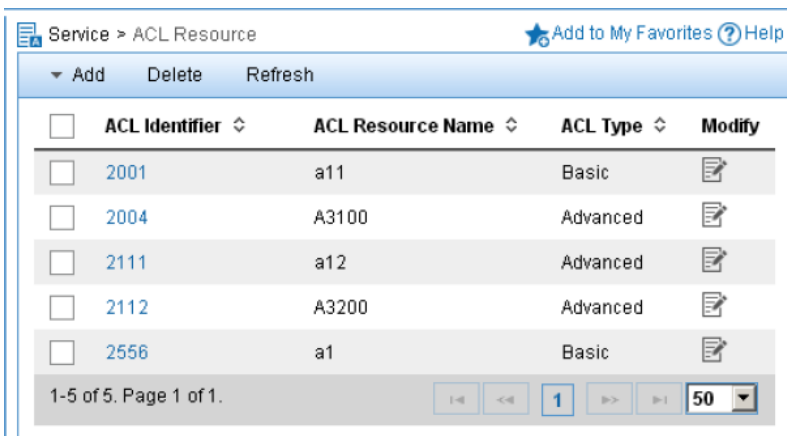 Service > ACL Resource Add to My Favorites ? Help
Add Delete Refresh
ACL Identifier ACL Resource Name ACL Type Modify
2001 a11 Basic
2004 A3100 Advanced
2111 a12 Advanced
2112 A3200 Advanced
2556 a1 Basic
1-5 of 5. Page 1 of 1. 1 50